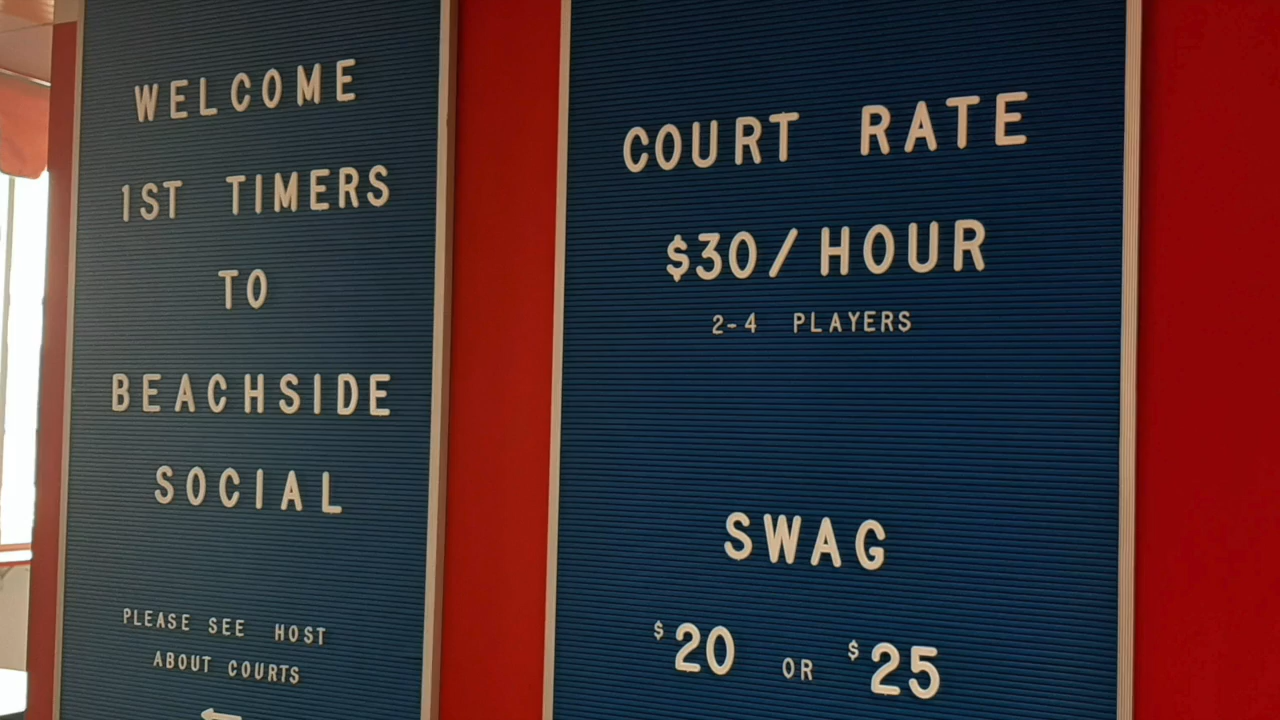 WELCOME
1ST TIMERS
TO
BEACHSIDE
SOCIAL
PLEASE SEE HOST
ABOUT COURTS
COURT RATE
$30/HOUR
2-4 PLAYERS
SWAG
$20 OR $25